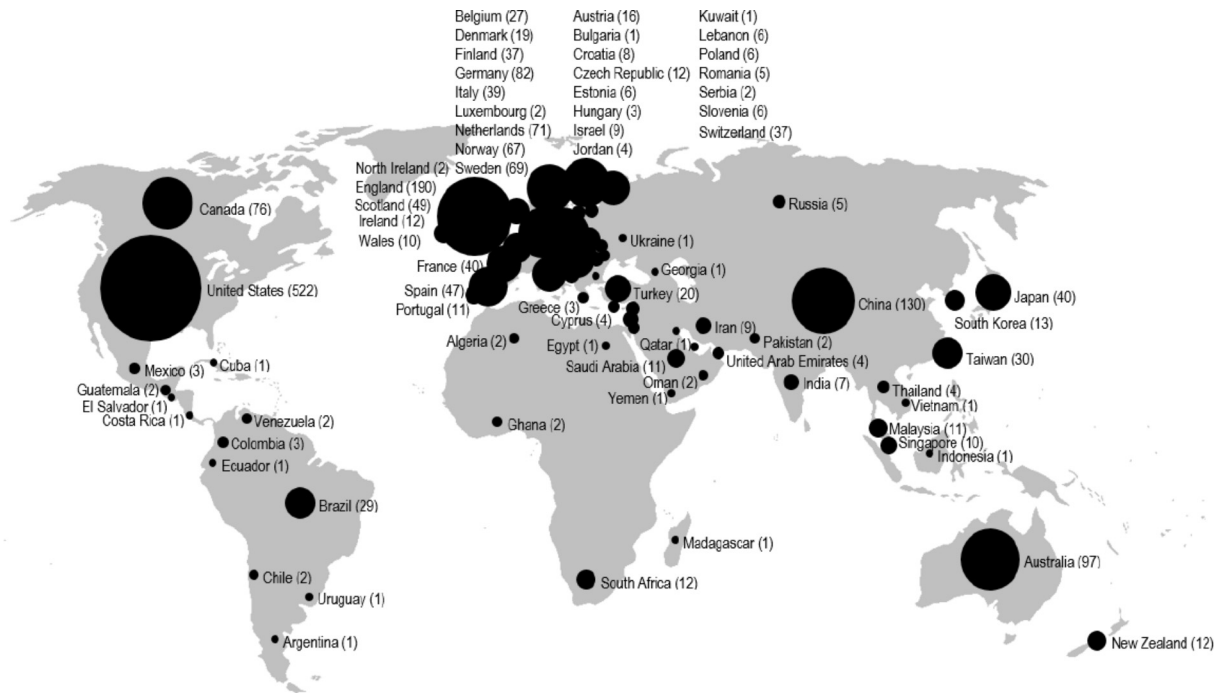 Belgium (27)
Denmark (19)
Finland (37)
Germany (82)
Italy (39)
Luxembourg (2)
Netherlands (71)
Norway (67)
Sweden (69)
Austria (16)
Bulgaria (1)
Croatia (8)
Czech Republic (12)
Estonia (6)
Hungary (3)
Israel (9)
Jordan (4)
Kuwait (1)
Lebanon (6)
Poland (6)
Romania (5)
Serbia (2)
Slovenia (6)
Switzerland (37)
North Ireland (2)
England (190)
Scotland (49)
Ireland (12)
Wales (10)
France (40)
Spain (47)
Portugal (11)
Canada (76)
United States (522)
Mexico (3)
Cuba (1)
Guatemala (2)
El Salvador (1)
Costa Rica (1)
Venezuela (2)
Colombia (3)
Ecuador (1)
Brazil (29)
Chile (2)
Uruguay (1)
Argentina (1)
Russia (5)
Ukraine (1)
Georgia (1)
Turkey (20)
Greece (3)
Cyprus (4)
Algeria (2)
Egypt (1)
Qatar (1)
Iran (9)
Pakistan (2)
Saudi Arabia (11)
United Arab Emirates (4)
Oman (2)
Yemen (1)
India (7)
Ghana (2)
Madagascar (1)
South Africa (12)
China (130)
Japan (40)
South Korea (13)
Taiwan (30)
Thailand (4)
Vietnam (1)
Malaysia (11)
Singapore (10)
Indonesia (1)
Australia (97)
New Zealand (12)